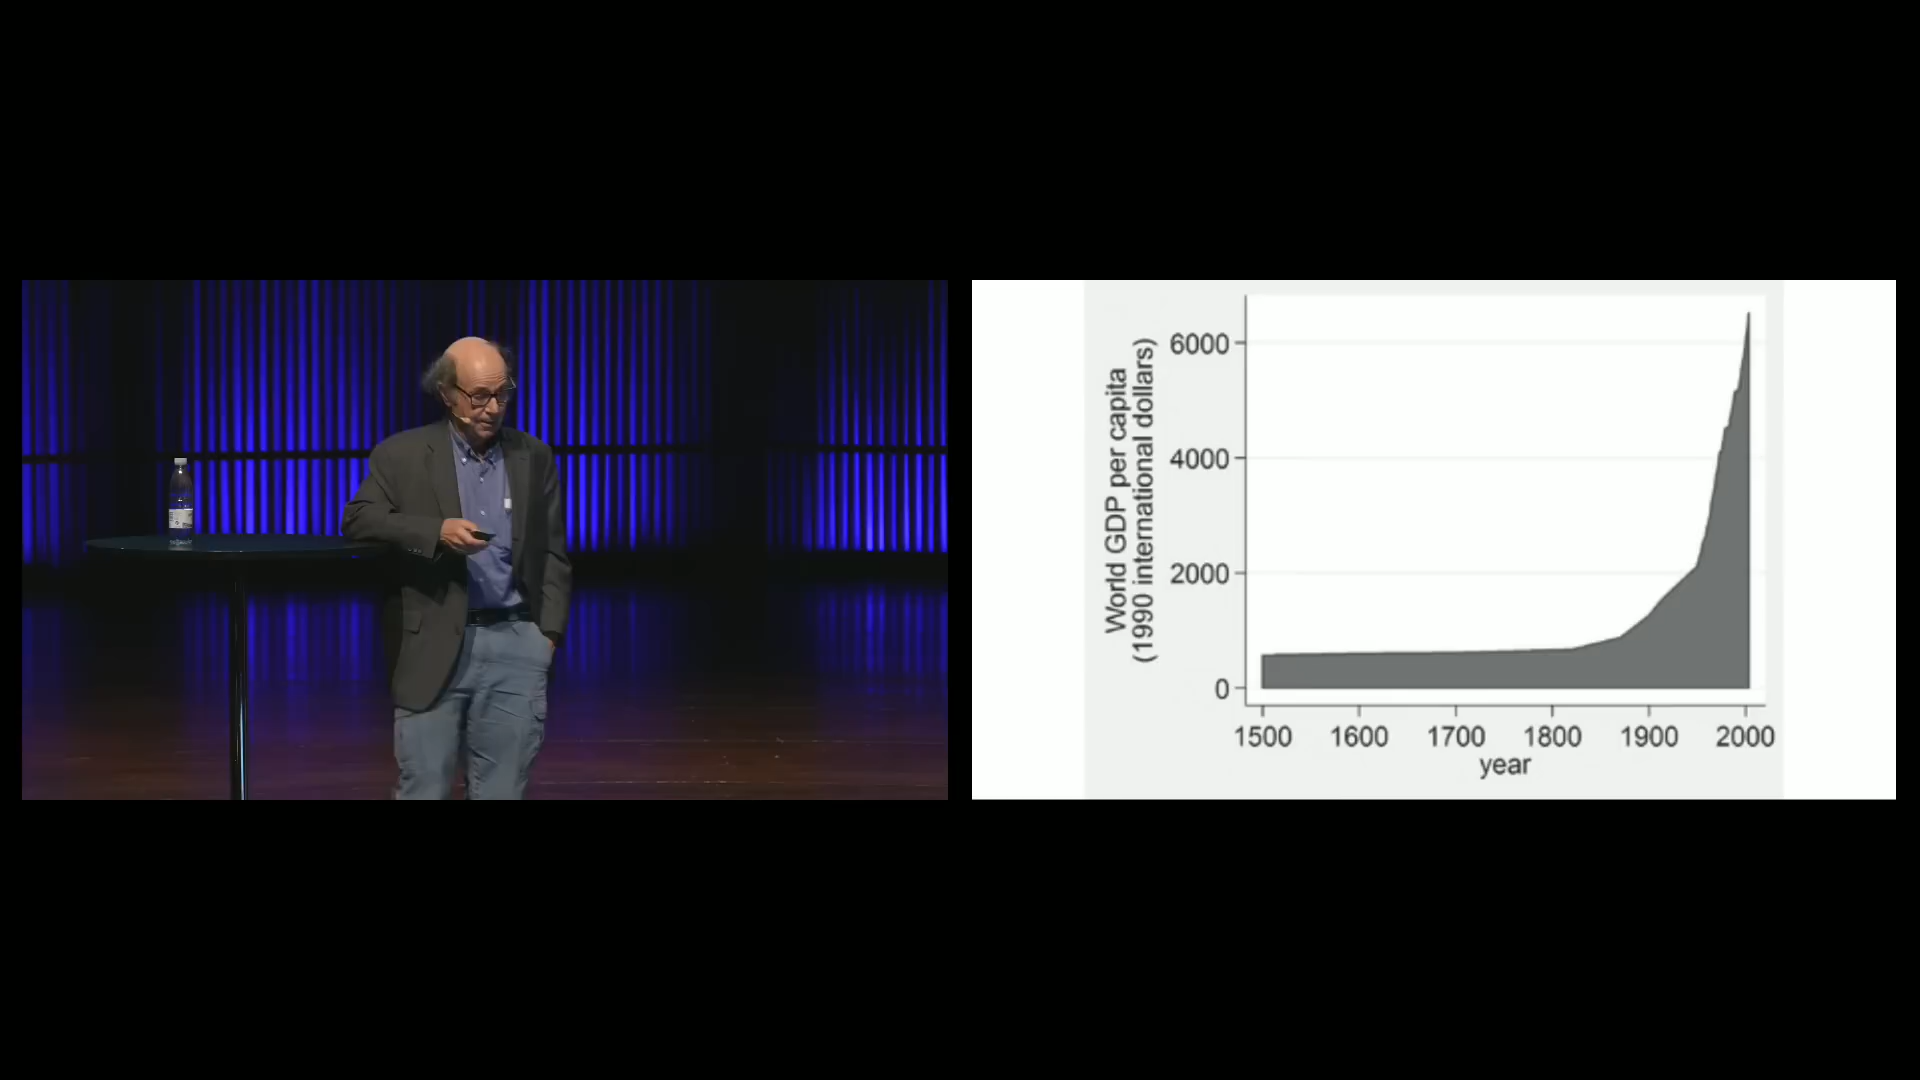 World GDP per capita
(1990 international dollars)
6000
4000
2000
0
1500 1600 1700 1800 1900 2000
year